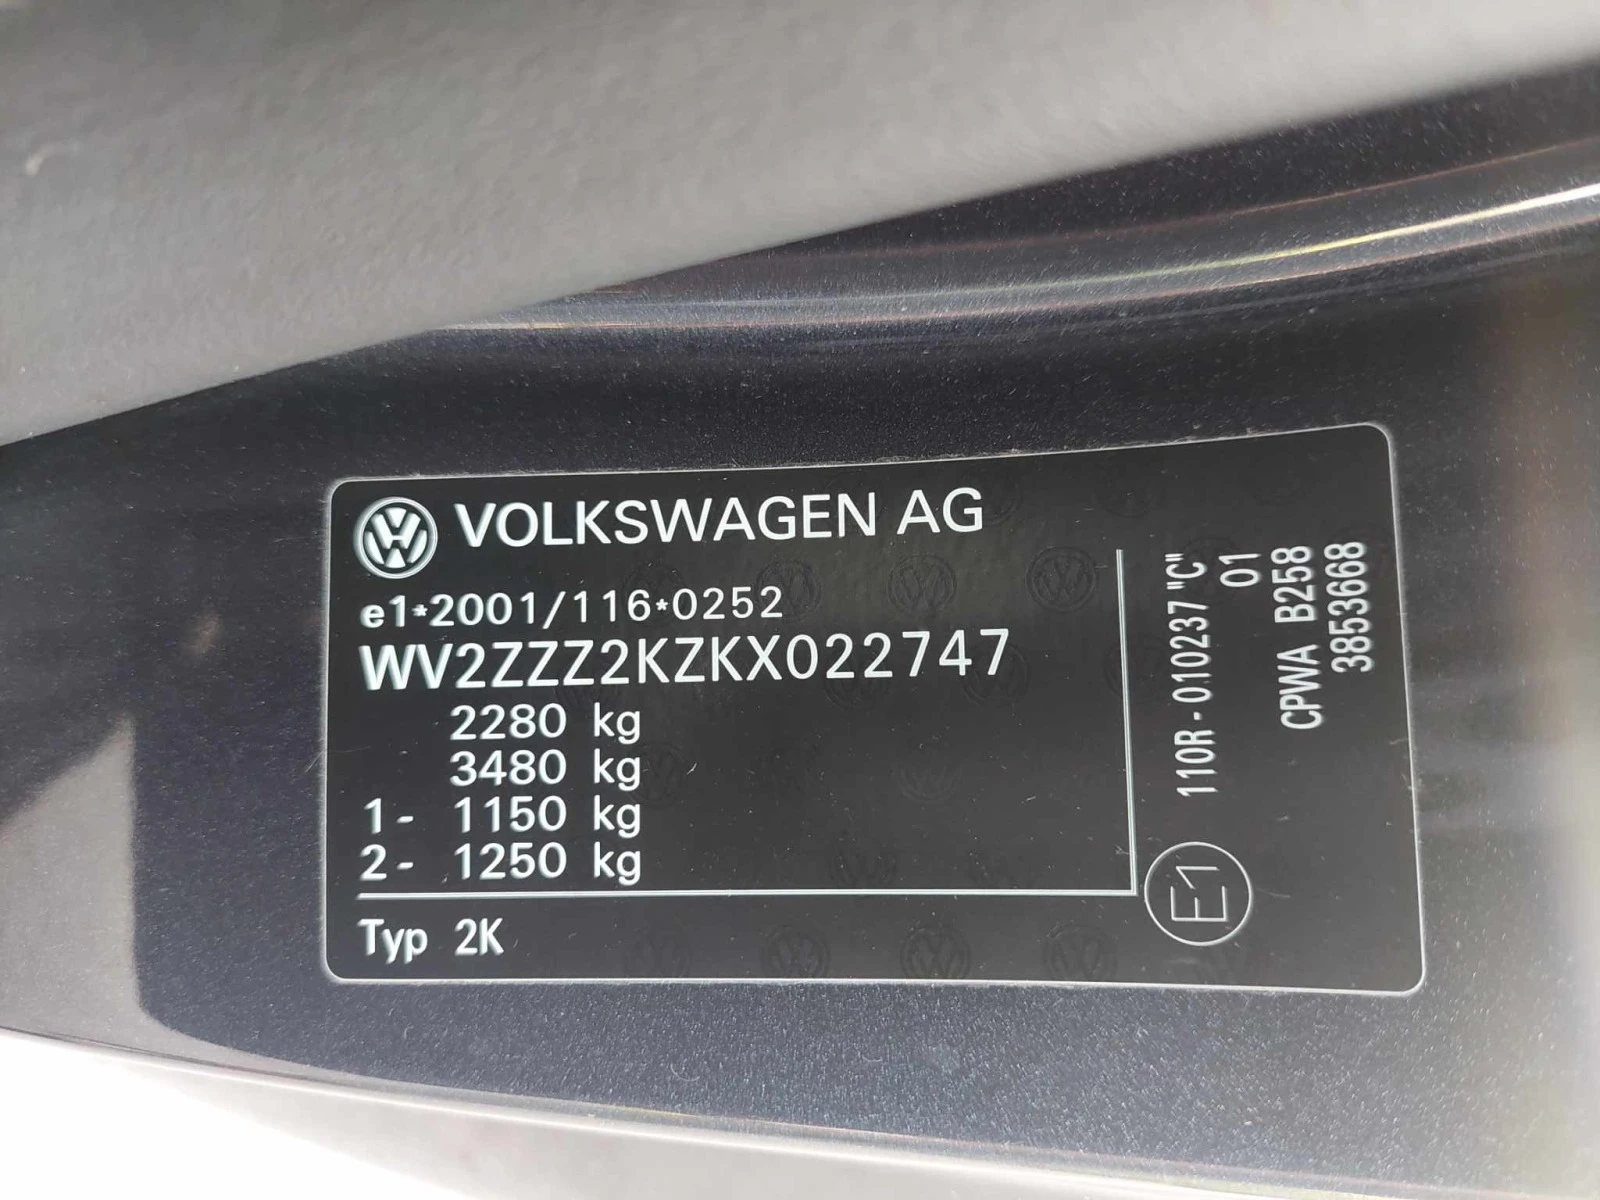 VOLKSWAGEN AG
e1*2001/116*0252
WV2ZZZ2KZKX022747
2280 kg
3480 kg
1- 1150 kg
2- 1250 kg
Typ 2K
E1 110R-010237 "C"
01
CPWA B258
3853668